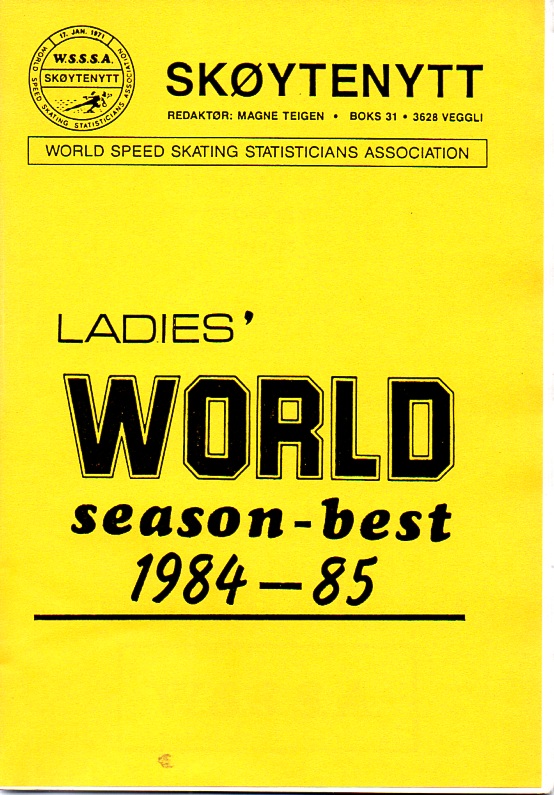 17. JAN. 1971
W.S.S.S.A.
SKØYTENYTT
WORLD SPEED SKATING STATISTICIANS ASSOCIATION
SKØYTENYTT
REDAKTØR: MAGNE TEIGEN • BOKS 31 • 3628 VEGGLI
WORLD SPEED SKATING STATISTICIANS ASSOCIATION
LADIES'
WORLD
season-best
1984-85